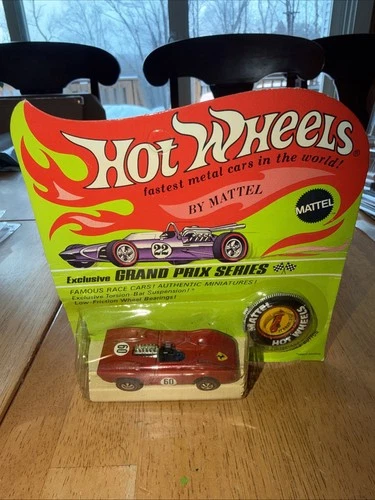 HOT WHEELS®
fastest metal cars in the world!
BY MATTEL
MATTEL
22
Exclusive GRAND PRIX SERIES
FAMOUS RACE CARS! AUTHENTIC MINIATURES!
Exclusive Torsion-Bar Suspension!
Low-Friction Wheel Bearings!
MATTEL
HOT WHEELS
60
60